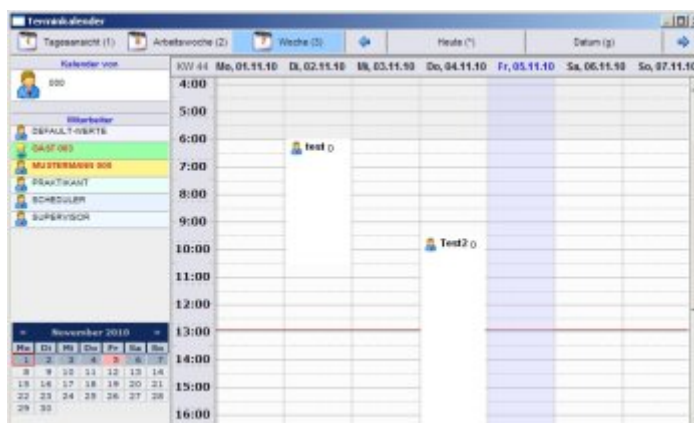 Terminkalender
Tagesansicht (1) Arbeitswoche (2) Woche (3) Heute (*) Datum (g)
Kalender von
000
Mitarbeiter
DEFAULT-WERTE
GAST 003
MUSTERMANN 000
PRAKTIKANT
SCHEDULER
SUPERVISOR
« November 2010 »
Mo Di Mi Do Fr Sa So
1 2 3 4 5 6 7
8 9 10 11 12 13 14
15 16 17 18 19 20 21
22 23 24 25 26 27 28
29 30
KW 44 Mo, 01.11.10 Di, 02.11.10 Mi, 03.11.10 Do, 04.11.10 Fr, 05.11.10 Sa, 06.11.10 So, 07.11.10
4:00
5:00
6:00
test ()
7:00
8:00
9:00
Test2 ()
10:00
11:00
12:00
13:00
14:00
15:00
16:00